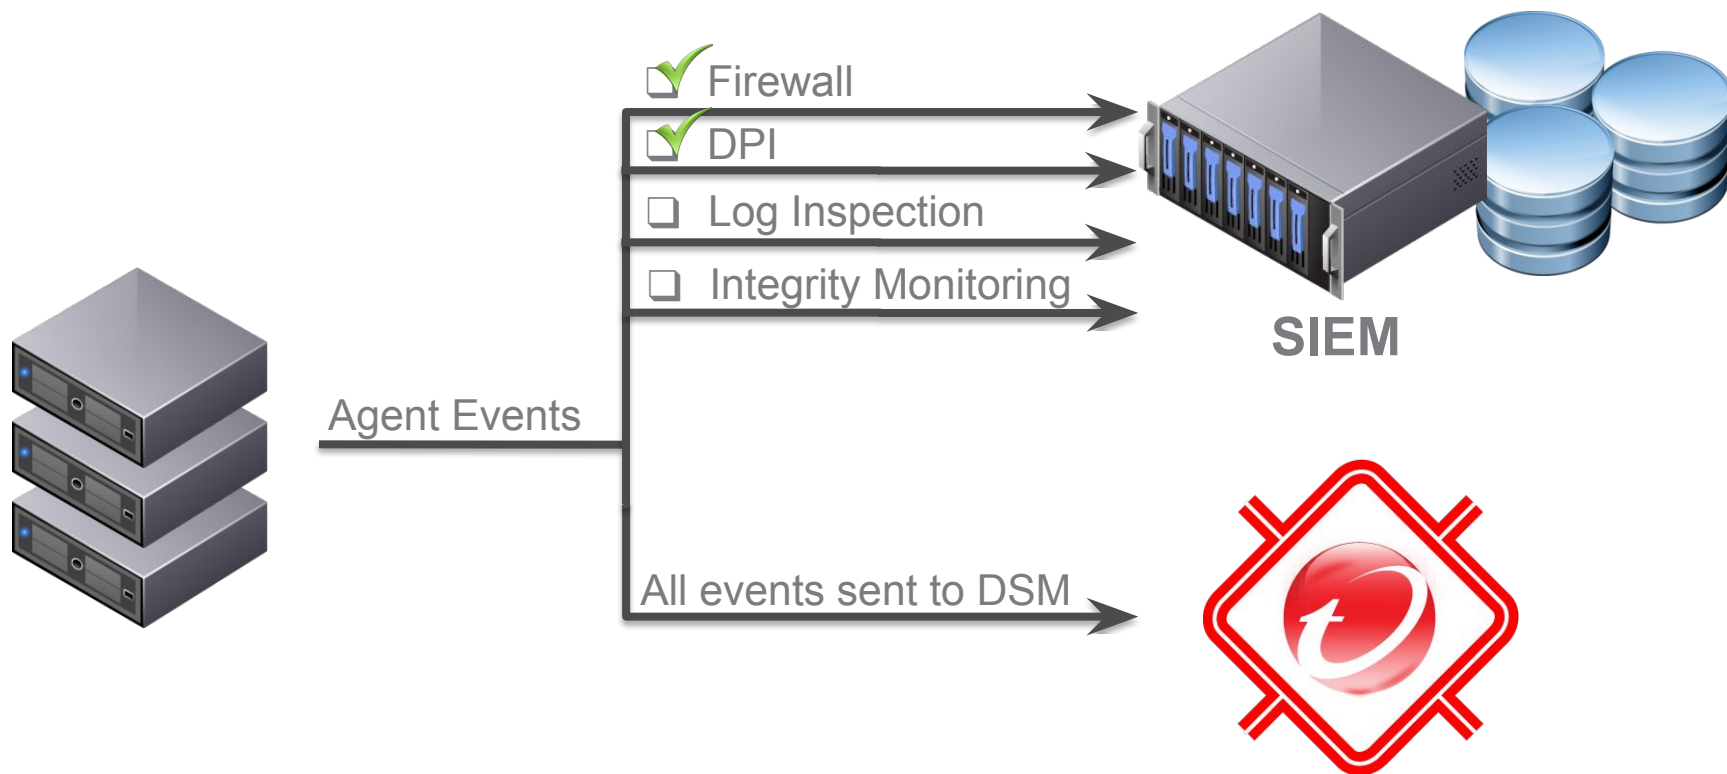 Firewall
DPI
Log Inspection
Integrity Monitoring
SIEM
Agent Events
All events sent to DSM